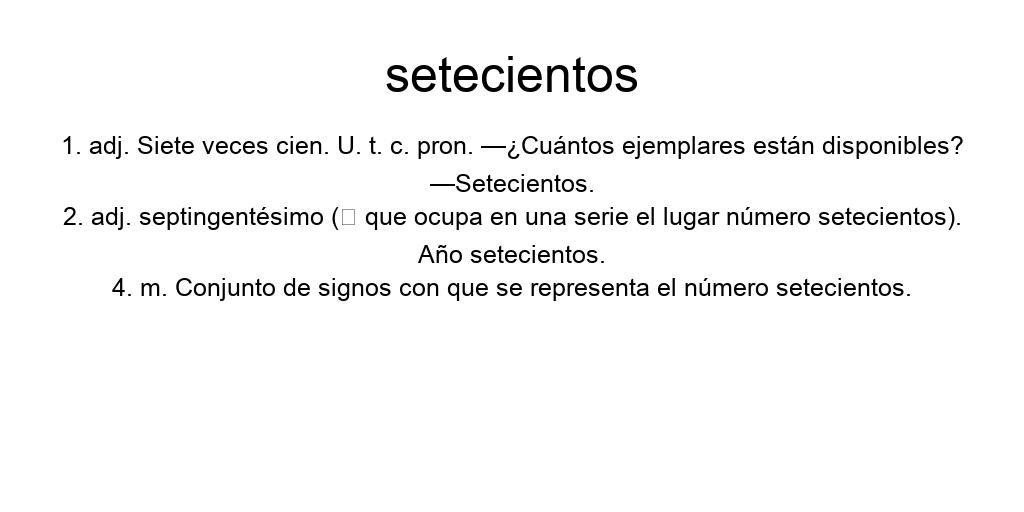 setecientos
1. adj. Siete veces cien. U. t. c. pron. —¿Cuántos ejemplares están disponibles?
—Setecientos.
2. adj. septingentésimo (□ que ocupa en una serie el lugar número setecientos).
Año setecientos.
4. m. Conjunto de signos con que se representa el número setecientos.